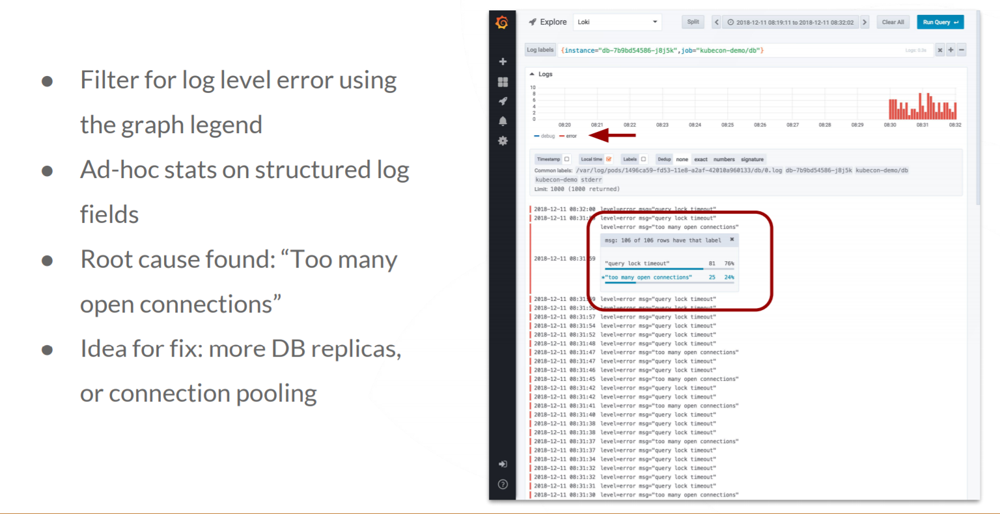 ● Filter for log level error using
the graph legend
● Ad-hoc stats on structured log
fields
● Root cause found: “Too many
open connections”
● Idea for fix: more DB replicas,
or connection pooling
Explore Loki Split 2018-12-11 08:19:11 to 2018-12-11 08:32:02 Clear All Run Query
Log labels {instance="db-7b9bd54586-j8j5k",job="kubecon-demo/db"} Logs: 0.3s
Logs
10
8
6
4
2
0
08:20 08:21 08:22 08:23 08:24 08:25 08:26 08:27 08:28 08:29 08:30 08:31 08:32
debug error
Timestamp Local time Labels Dedup none exact numbers signature
Common labels: /var/log/pods/1496ca59-fd53-11e8-a2af-42010a960133/db/0.log db-7b9bd54586-j8j5k kubecon-demo/db
kubecon-demo stderr
Limit: 1000 (1000 returned)
2018-12-11 08:32:00 level=error msg="query lock timeout"
2018-12-11 08:31: level=error msg="query lock timeout"
level=error msg="too many open connections"
msg: 106 of 106 rows have that label
2018-12-11 08:31:59
"query lock timeout" 81 76%
"too many open connections" 25 24%
2018-12-11 08:31:59 level=error msg="query lock timeout"
2018-12-11 08:31:5 level=error msg="query lock timeout"
2018-12-11 08:31:57 level=error msg="query lock timeout"
2018-12-11 08:31:54 level=error msg="query lock timeout"
2018-12-11 08:31:52 level=error msg="query lock timeout"
2018-12-11 08:31:48 level=error msg="query lock timeout"
2018-12-11 08:31:47 level=error msg="too many open connections"
2018-12-11 08:31:47 level=error msg="query lock timeout"
2018-12-11 08:31:46 level=error msg="query lock timeout"
2018-12-11 08:31:45 level=error msg="too many open connections"
2018-12-11 08:31:42 level=error msg="query lock timeout"
2018-12-11 08:31:42 level=error msg="query lock timeout"
2018-12-11 08:31:41 level=error msg="too many open connections"
2018-12-11 08:31:40 level=error msg="query lock timeout"
2018-12-11 08:31:38 level=error msg="query lock timeout"
2018-12-11 08:31:38 level=error msg="query lock timeout"
2018-12-11 08:31:37 level=error msg="too many open connections"
2018-12-11 08:31:37 level=error msg="query lock timeout"
2018-12-11 08:31:34 level=error msg="query lock timeout"
2018-12-11 08:31:32 level=error msg="query lock timeout"
2018-12-11 08:31:32 level=error msg="query lock timeout"
2018-12-11 08:31:31 level=error msg="query lock timeout"
2018-12-11 08:31:30 level=error msg="too many open connections"